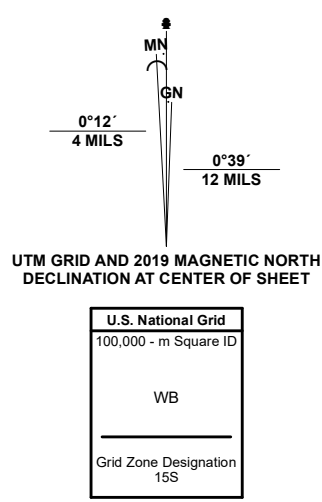 MN
GN
0°12´
4 MILS
0°39´
12 MILS
UTM GRID AND 2019 MAGNETIC NORTH
DECLINATION AT CENTER OF SHEET
U.S. National Grid
100,000 - m Square ID
WB
Grid Zone Designation
15S